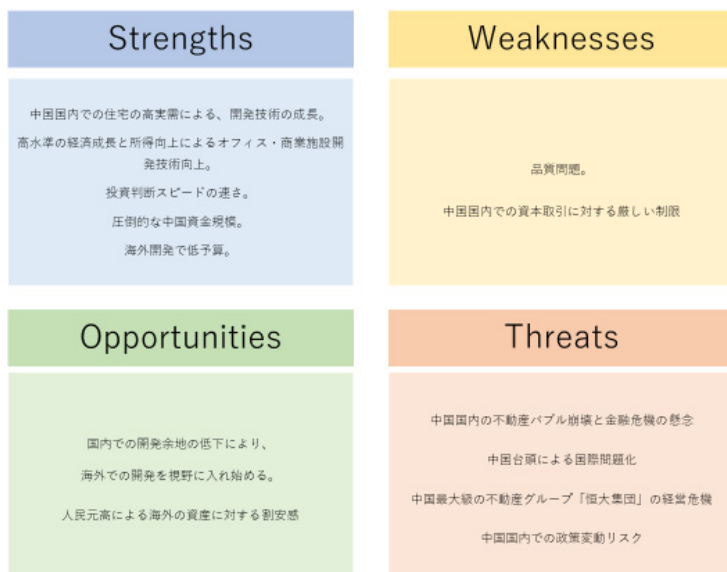 Strengths
中国国内での住宅の高実需による、開発技術の成長。
高水準の経済成長と所得向上によるオフィス・商業施設開
発技術向上。
投資判断スピードの速さ。
圧倒的な中国資金規模。
海外開発で低予算。
Weaknesses
品質問題。
中国国内での資本取引に対する厳しい制限
Opportunities
国内での開発余地の低下により、
海外での開発を視野に入れ始める。
人民元高による海外の資産に対する割安感
Threats
中国国内の不動産バブル崩壊と金融危機の懸念
中国台頭による国際問題化
中国最大級の不動産グループ「恒大集団」の経営危機
中国国内での政策変動リスク